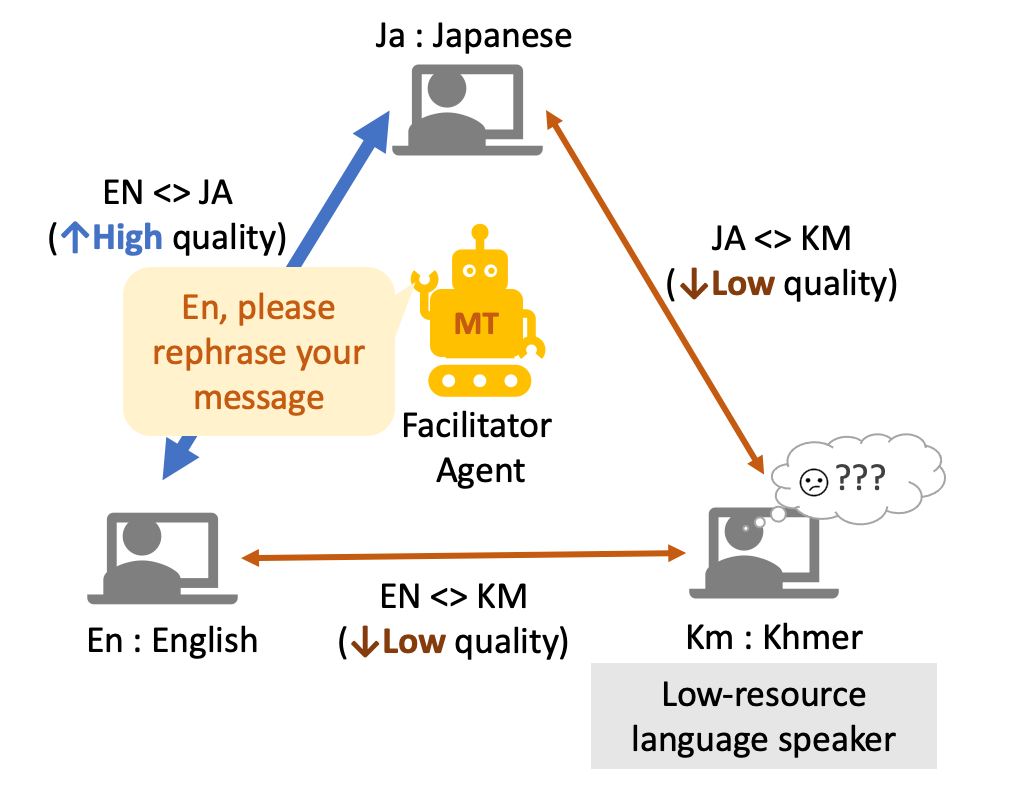 Ja : Japanese
EN <> JA
(↑High quality)
JA <> KM
(↓Low quality)
En, please
rephrase your
message
MT
Facilitator
Agent
???
EN <> KM
(↓Low quality)
En : English
Km : Khmer
Low-resource
language speaker